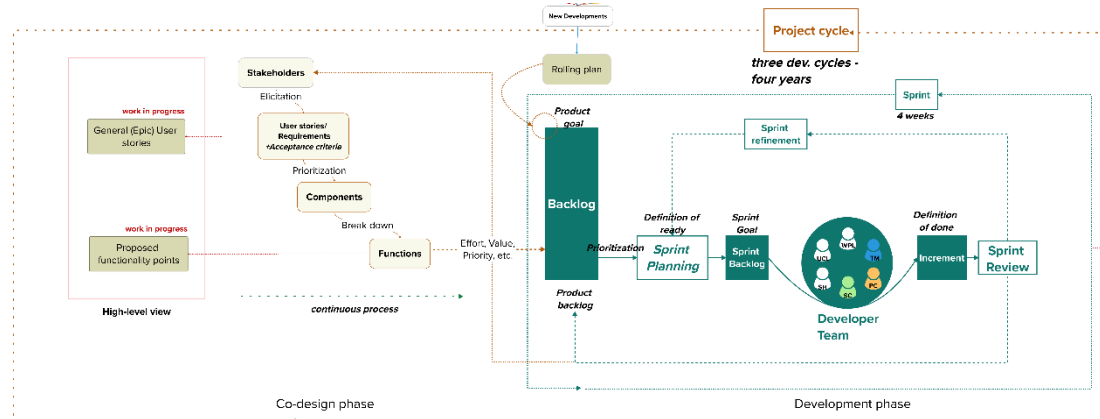 New Developments
Project cycle
three dev. cycles -
four years
Rolling plan
Stakeholders
Elicitation
work in progress
General (Epic) User
stories
User stories/
Requirements
+Acceptance criteria
Prioritization
Components
Break down
work in progress
Proposed
functionality points
Functions
High-level view
continuous process
Effort, Value,
Priority, etc.
Product
goal
Backlog
Product
backlog
Prioritization
Sprint
4 weeks
Sprint
refinement
Definition of
ready
Sprint
Planning
Sprint
Goal
Sprint
Backlog
WPL
UCL
TM
SH
SC
PC
Developer
Team
Definition
of done
Increment
Sprint
Review
Co-design phase
Development phase